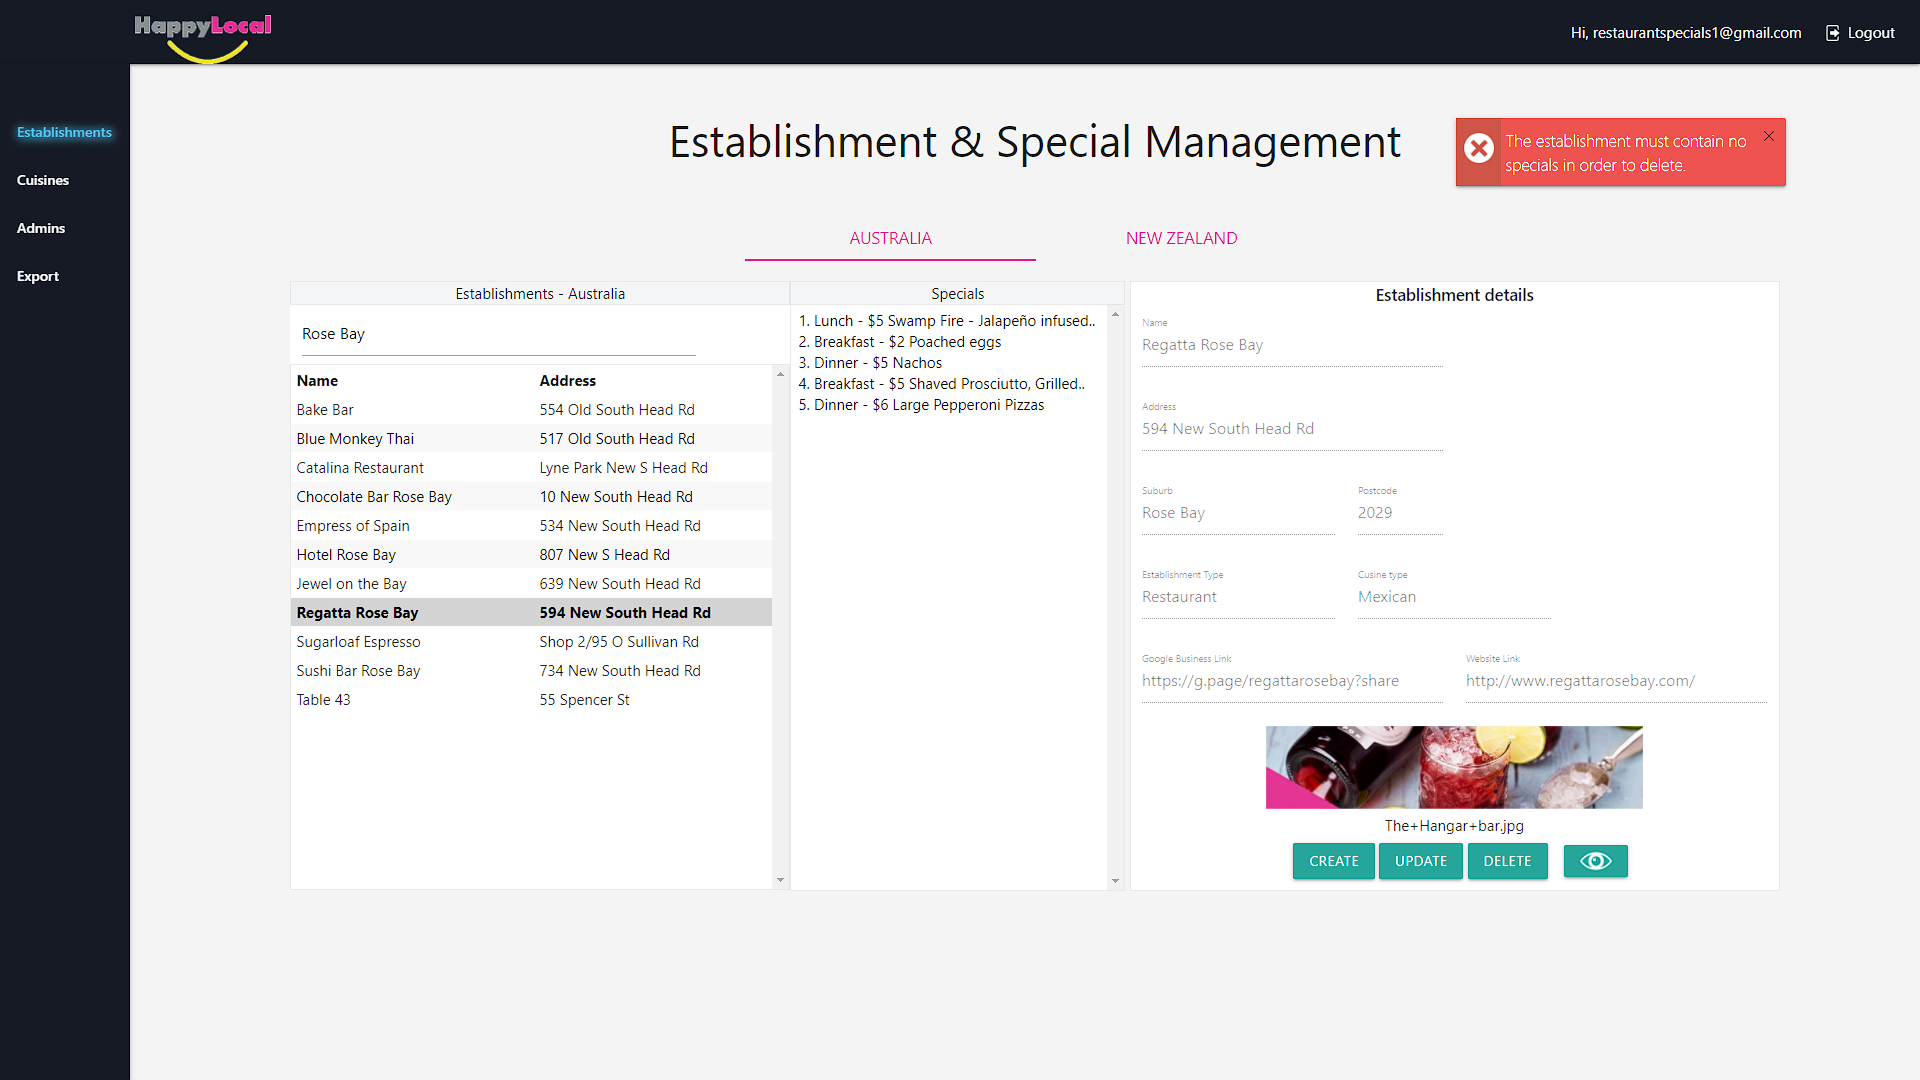 HappyLocal
Hi, restaurantspecials1@gmail.com
Logout
Establishments
Cuisines
Admins
Export
Establishment & Special Management
The establishment must contain no
specials in order to delete.
AUSTRALIA
NEW ZEALAND
Establishments - Australia
Rose Bay
Name Address
Bake Bar 554 Old South Head Rd
Blue Monkey Thai 517 Old South Head Rd
Catalina Restaurant Lyne Park New S Head Rd
Chocolate Bar Rose Bay 10 New South Head Rd
Empress of Spain 534 New South Head Rd
Hotel Rose Bay 807 New S Head Rd
Jewel on the Bay 639 New South Head Rd
Regatta Rose Bay 594 New South Head Rd
Sugarloaf Espresso Shop 2/95 O Sullivan Rd
Sushi Bar Rose Bay 734 New South Head Rd
Table 43 55 Spencer St
Specials
1. Lunch - $5 Swamp Fire - Jalapeño infused..
2. Breakfast - $2 Poached eggs
3. Dinner - $5 Nachos
4. Breakfast - $5 Shaved Prosciutto, Grilled..
5. Dinner - $6 Large Pepperoni Pizzas
Establishment details
Name
Regatta Rose Bay
Address
594 New South Head Rd
Suburb Postcode
Rose Bay 2029
Establishment Type Cusine type
Restaurant Mexican
Google Business Link Website Link
https://g.page/regattarosebay?share http://www.regattarosebay.com/
The+Hangar+bar.jpg
CREATE UPDATE DELETE